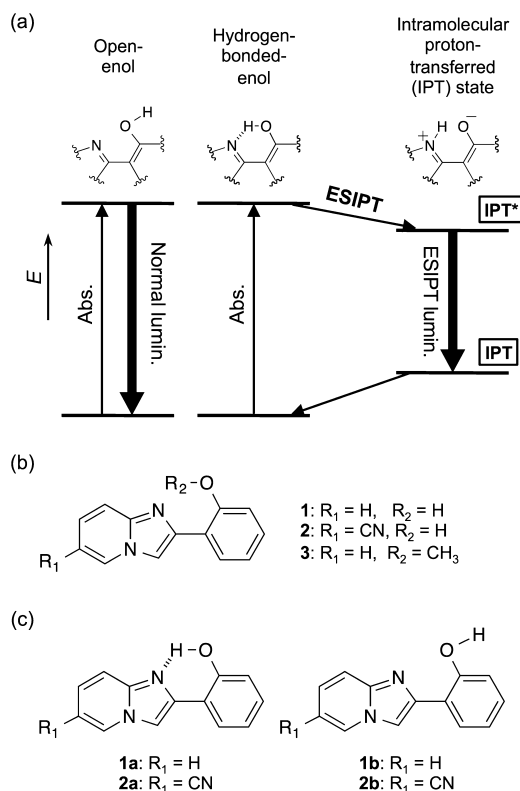 (a)
Open-
enol
Hydrogen-
bonded-
enol
Intramolecular
proton-
transferred
(IPT) state
H
O
N
N
H
O
N
+
H
O
−
E
Abs.
Normal lumin.
Abs.
ESIPT
IPT*
ESIPT lumin.
IPT
(b)
R2
O
N
N
R1
1: R1 = H, R2 = H
2: R1 = CN, R2 = H
3: R1 = H, R2 = CH3
(c)
H
O
N
N
R1
1a: R1 = H
2a: R1 = CN
H
O
N
N
R1
1b: R1 = H
2b: R1 = CN